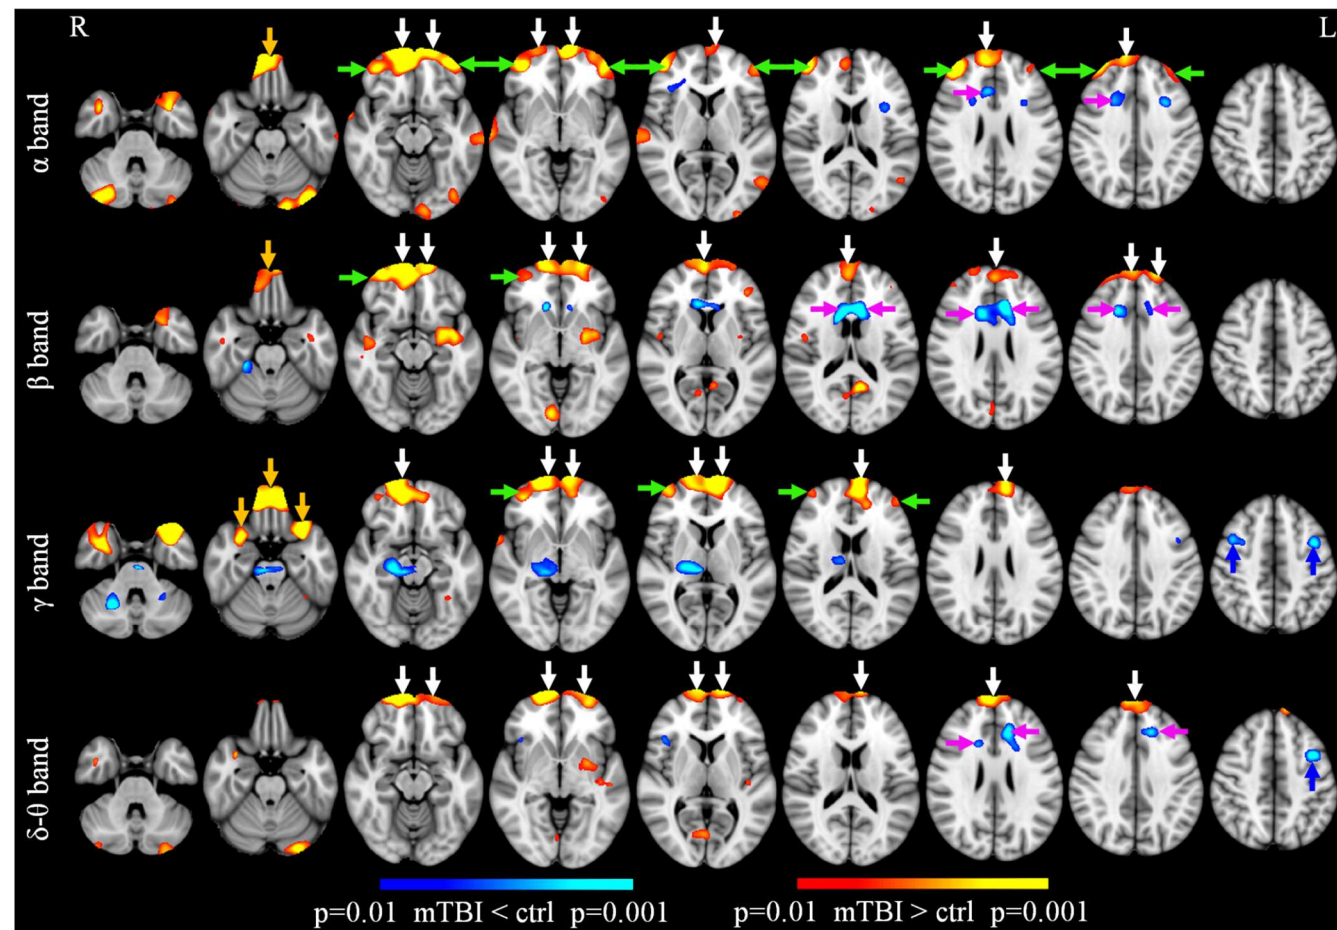 R
L
α band
β band
γ band
δ-θ band
p=0.01 mTBI < ctrl p=0.001
p=0.01 mTBI > ctrl p=0.001